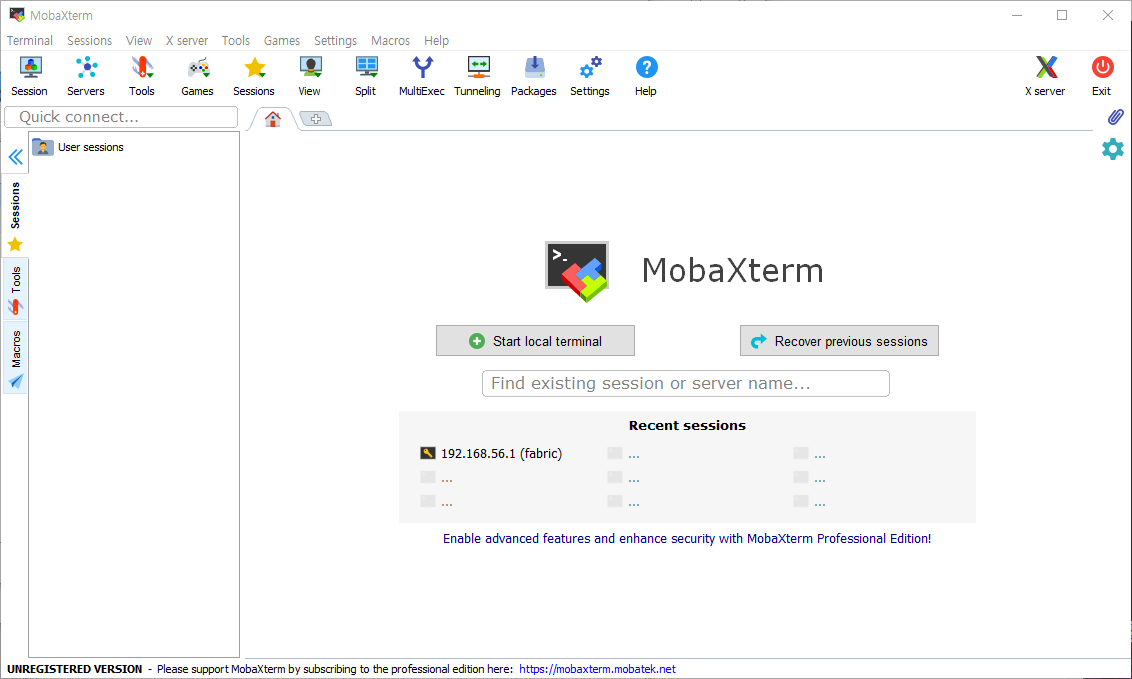 MobaXterm
Terminal Sessions View X server Tools Games Settings Macros Help
Session Servers Tools Games Sessions View Split MultiExec Tunneling Packages Settings Help X server Exit
Quick connect...
User sessions
Sessions
Tools
Macros
>_
MobaXterm
Start local terminal Recover previous sessions
Find existing session or server name...
Recent sessions
192.168.56.1 (fabric) ... ...
... ... ...
... ... ...
Enable advanced features and enhance security with MobaXterm Professional Edition!
UNREGISTERED VERSION - Please support MobaXterm by subscribing to the professional edition here: https://mobaxterm.mobatek.net